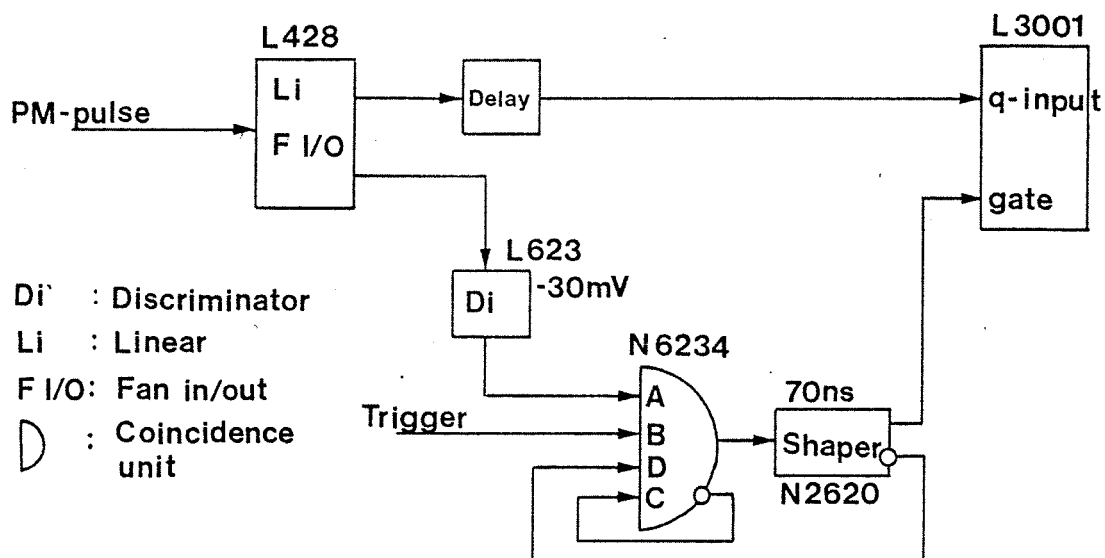 L428
L3001
Li
F I/O
Delay
q-input
PM-pulse
gate
L623
-30mV
Di
Di : Discriminator
Li : Linear
F I/O: Fan in/out
: Coincidence
unit
N6234
A
B
D
C
Trigger
70ns
Shaper
N2620